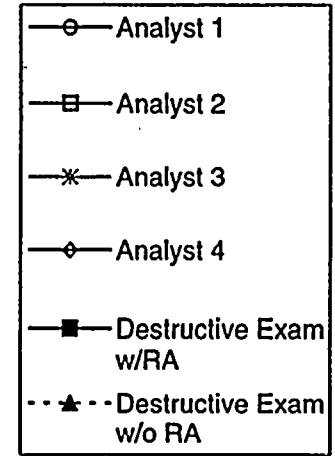 Analyst 1
Analyst 2
Analyst 3
Analyst 4
Destructive Exam
w/RA
Destructive Exam
w/o RA